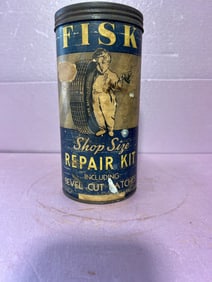 FISK
Shop Size
REPAIR KIT
INCLUDING
BEVEL CUT PATCHES